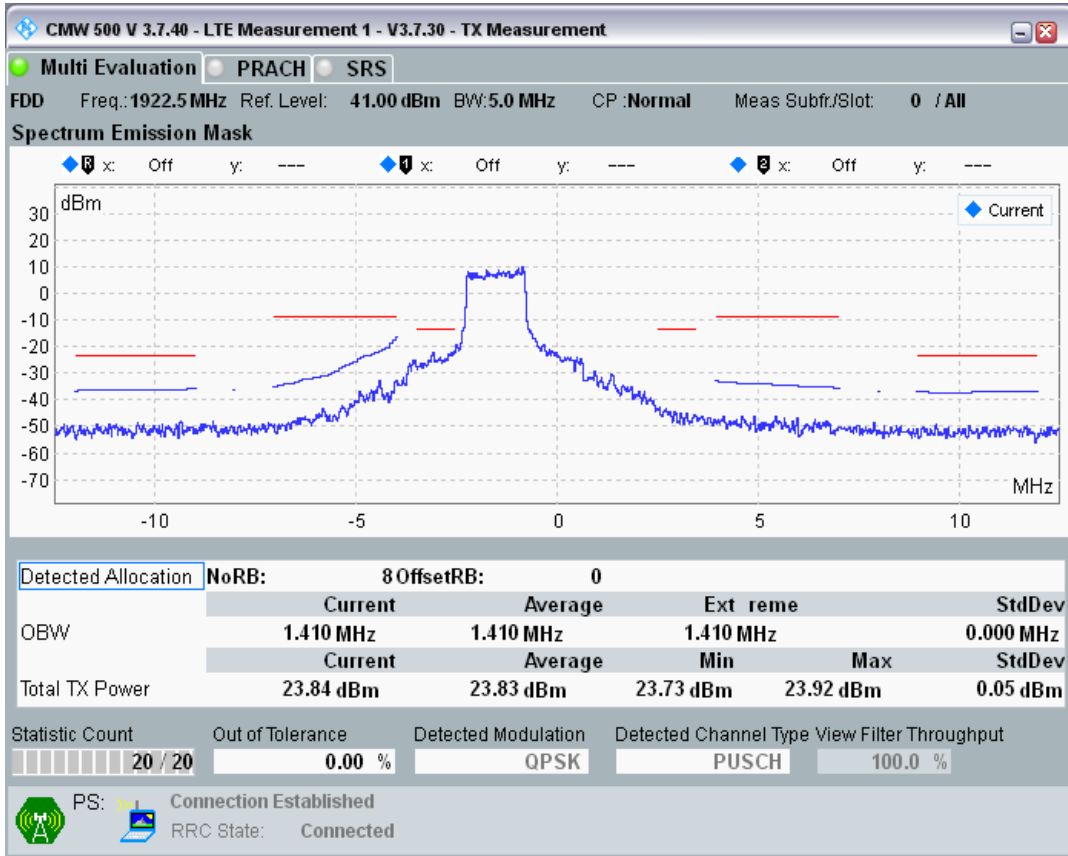 CMW 500 V 3.7.40 - LTE Measurement 1 - V3.7.30 - TX Measurement
Multi Evaluation PRACH SRS
FDD Freq.: 1922.5 MHz Ref. Level: 41.00 dBm BW: 5.0 MHz CP : Normal Meas Subfr./Slot: 0 / All
Spectrum Emission Mask
R x: Off y: --- 1 x: Off y: --- 2 x: Off y: ---
dBm
Current
30
20
10
0
-10
-20
-30
-40
-50
-60
-70
MHz
-10 -5 0 5 10
Detected Allocation NoRB: 8 OffsetRB: 0
Current Average Ext reme StdDev
OBW 1.410 MHz 1.410 MHz 1.410 MHz 0.000 MHz
Current Average Min Max StdDev
Total TX Power 23.84 dBm 23.83 dBm 23.73 dBm 23.92 dBm 0.05 dBm
Statistic Count Out of Tolerance Detected Modulation Detected Channel Type View Filter Throughput
20 / 20 0.00 % QPSK PUSCH 100.0 %
PS: Connection Established
RRC State: Connected